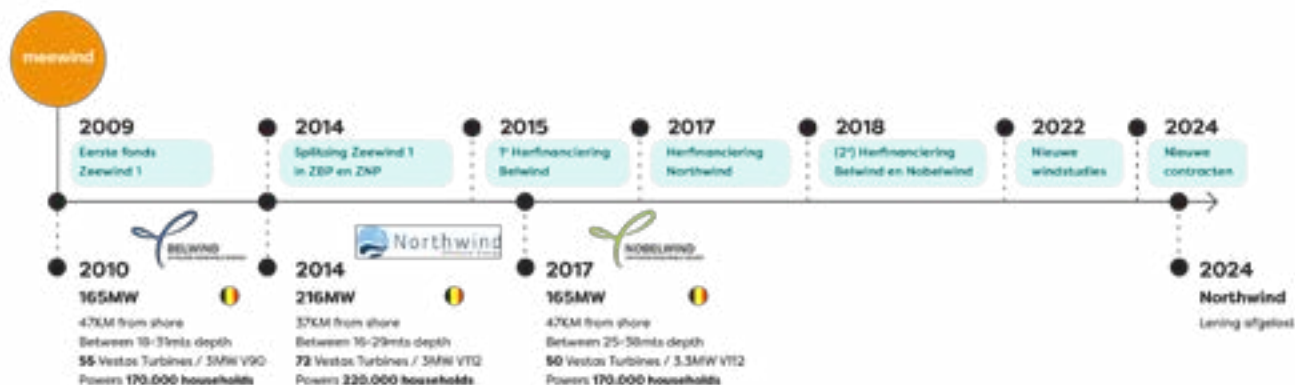 meewind
2009
Eerste fonds
Zeewind 1
2014
Splitsing Zeewind 1
in ZBP en ZNP
2015
1e Herfinanciering
Belwind
2017
Herfinanciering
Northwind
2018
(2e) Herfinanciering
Belwind en Nobelwind
2022
Nieuwe
windstudies
2024
Nieuwe
contracten
BELWIND
Northwind
NOBELWIND
2010
165MW
47KM from shore
Between 18-31mts depth
55 Vestas Turbines / 3MW V90
Powers 170.000 households
2014
216MW
37KM from shore
Between 16-29mts depth
72 Vestas Turbines / 3MW V112
Powers 220.000 households
2017
165MW
47KM from shore
Between 25-38mts depth
50 Vestas Turbines / 3.3MW V112
Powers 170.000 households
2024
Northwind
Lening afgelost